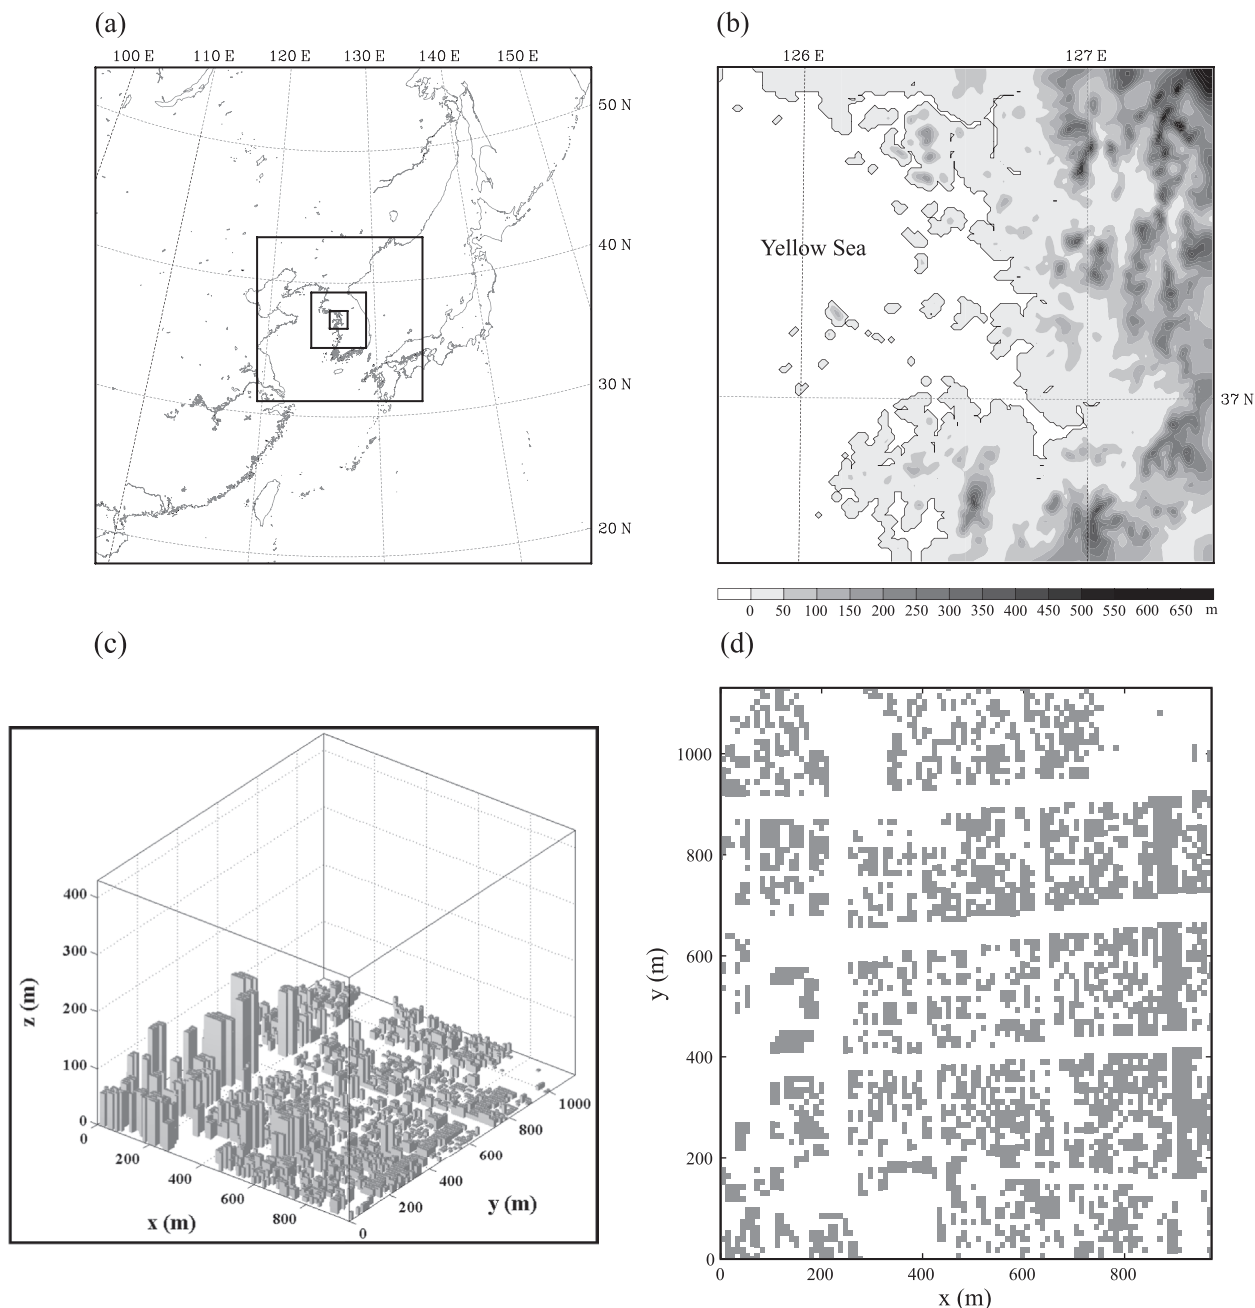 (a)
100 E 110 E 120 E 130 E 140 E 150 E
50 N
40 N
30 N
20 N
(b)
126 E 127 E
Yellow Sea
37 N
0 50 100 150 200 250 300 350 400 450 500 550 600 650 m
(c)
400
300
200
100
0
z (m)
0
200
400
600
800
x (m)
0
200
400
600
800
1000
y (m)
(d)
1000
800
600
400
200
0
y (m)
0 200 400 600 800
x (m)